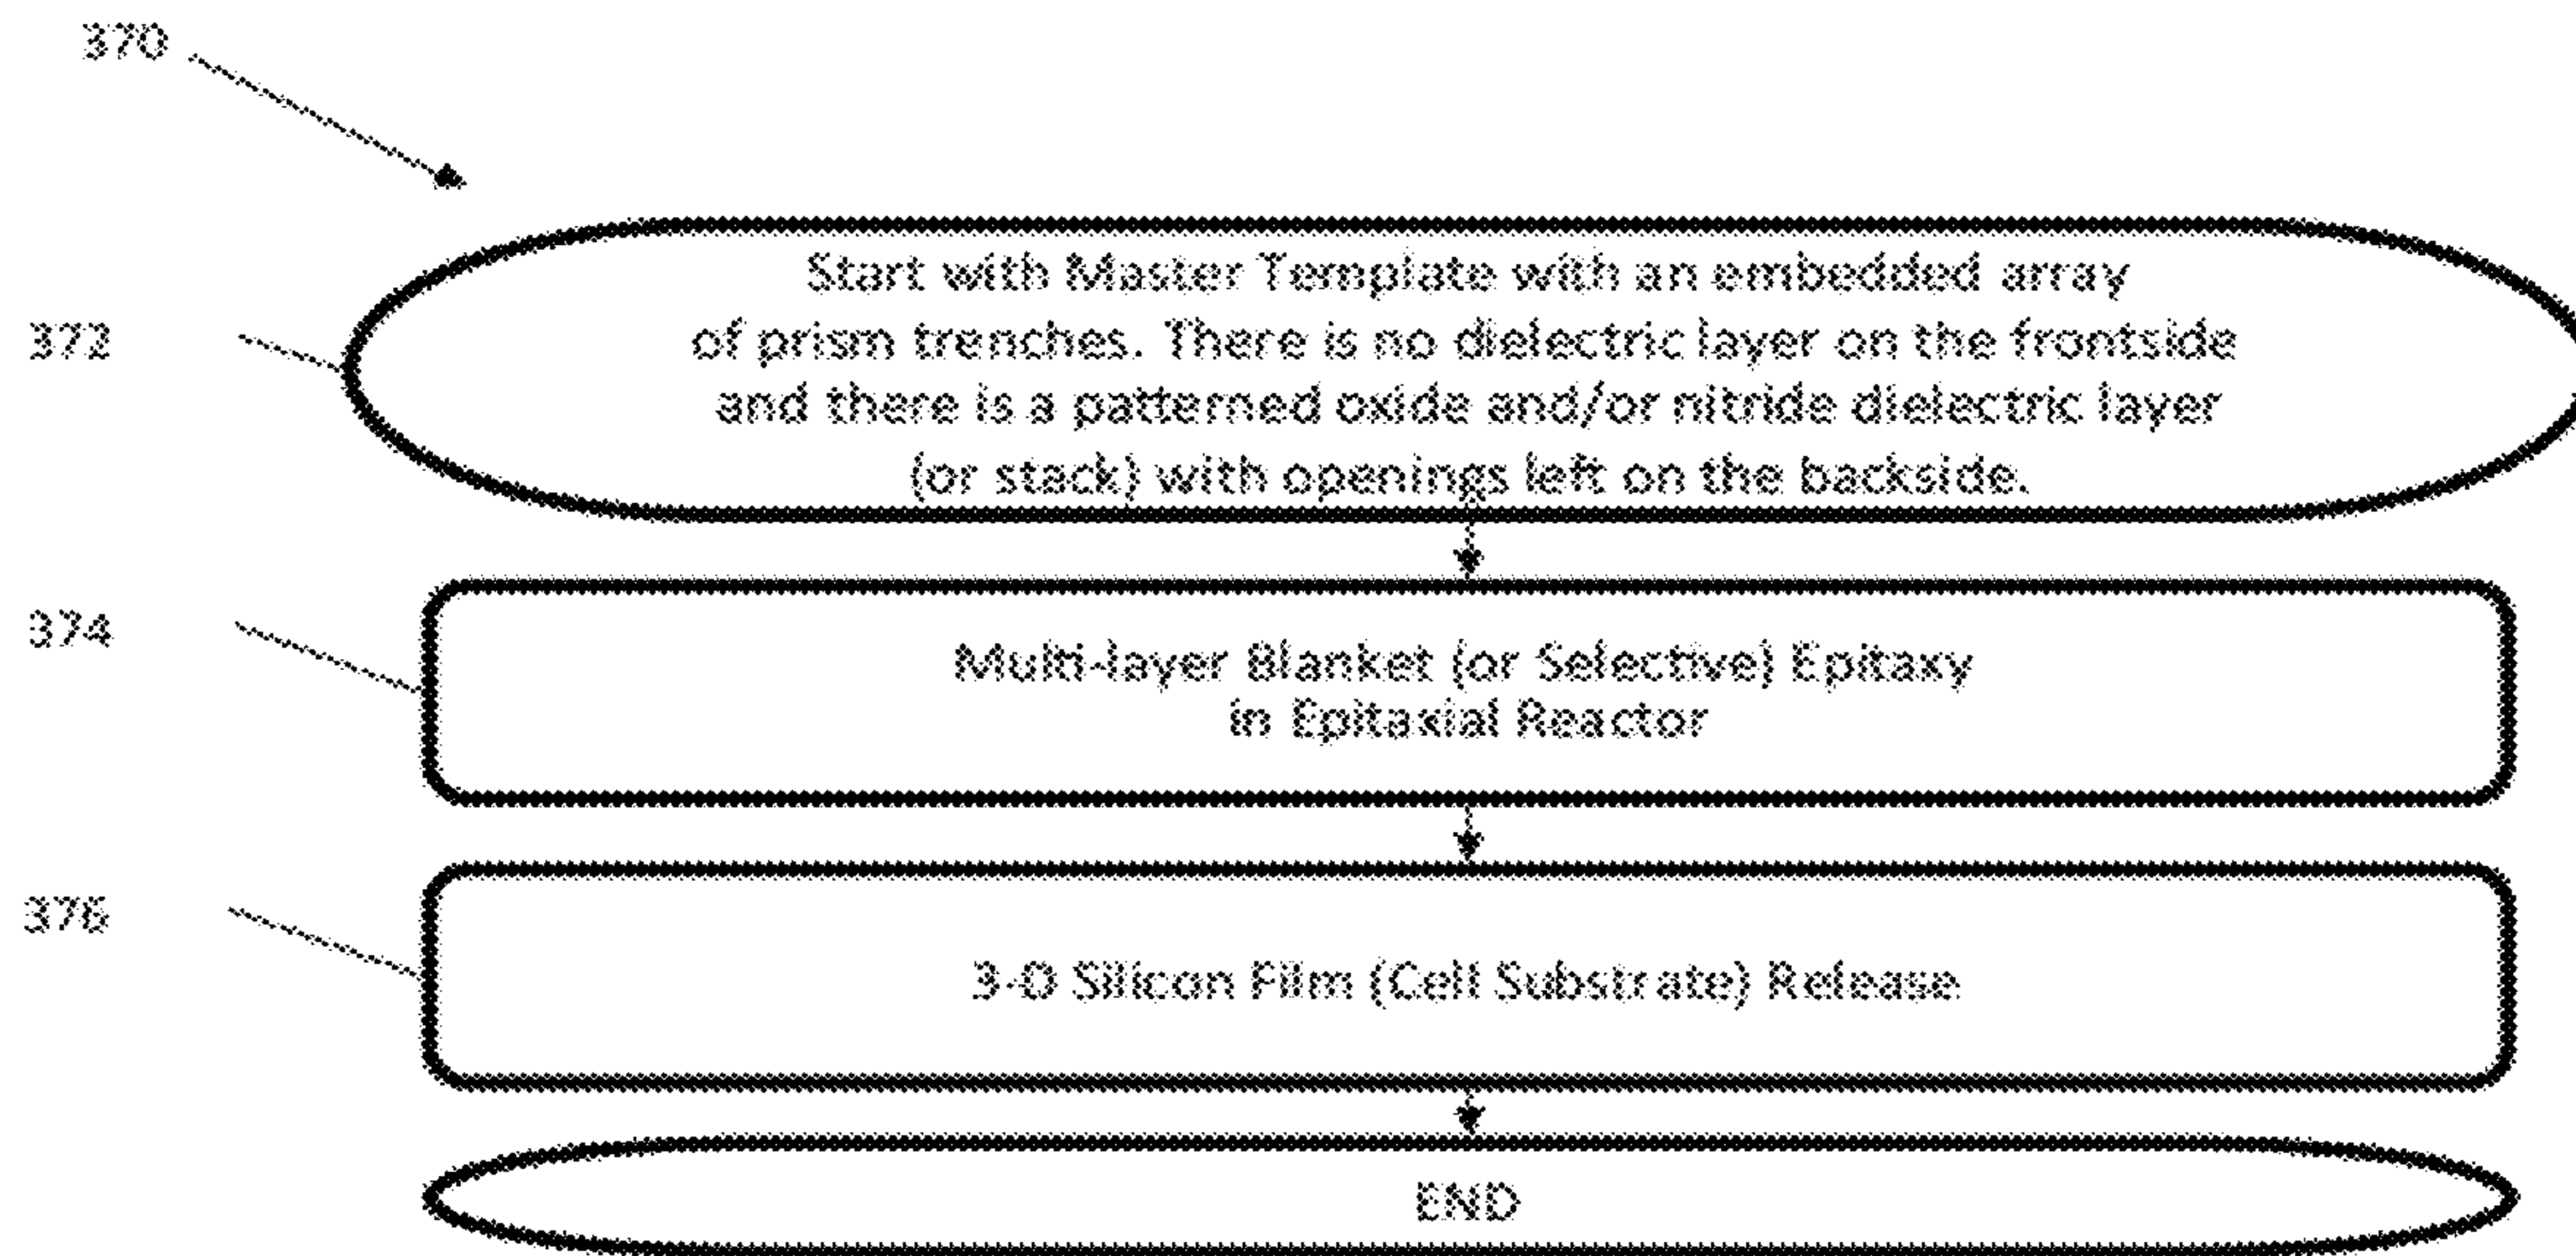 370
372
Start with Master Template with an embedded array
of prism trenches. There is no dielectric layer on the frontside
and there is a patterned oxide and/or nitride dielectric layer
(or stack) with openings left on the backside.
374
Multi-layer Blanket (or Selective) Epitaxy
in Epitaxial Reactor
376
3-D Silicon Film (Cell Substrate) Release
END